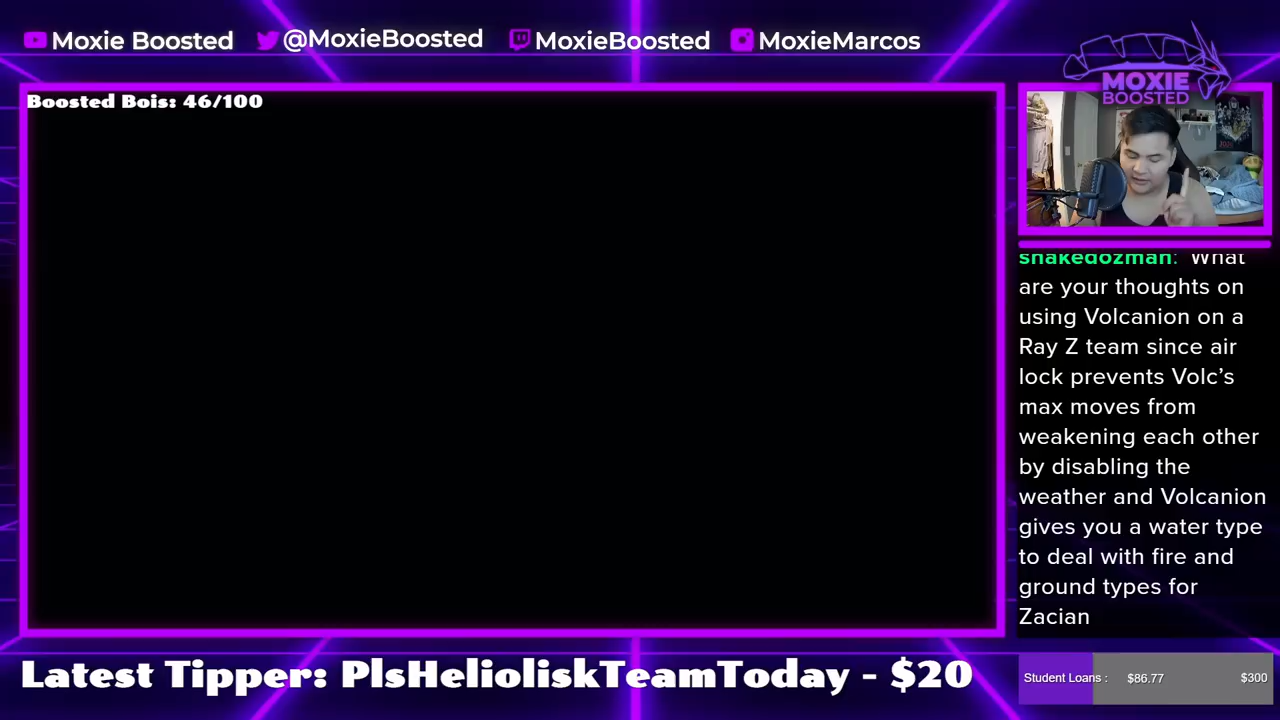 Moxie Boosted @MoxieBoosted MoxieBoosted MoxieMarcos
MOXIE
BOOSTED
Boosted Bois: 46/100
snakedozman: What
are your thoughts on
using Volcanion on a
Ray Z team since air
lock prevents Volc’s
max moves from
weakening each other
by disabling the
weather and Volcanion
gives you a water type
to deal with fire and
ground types for
Zacian
Latest Tipper: PlsHelioliskTeamToday - $20
Student Loans : $86.77 $300